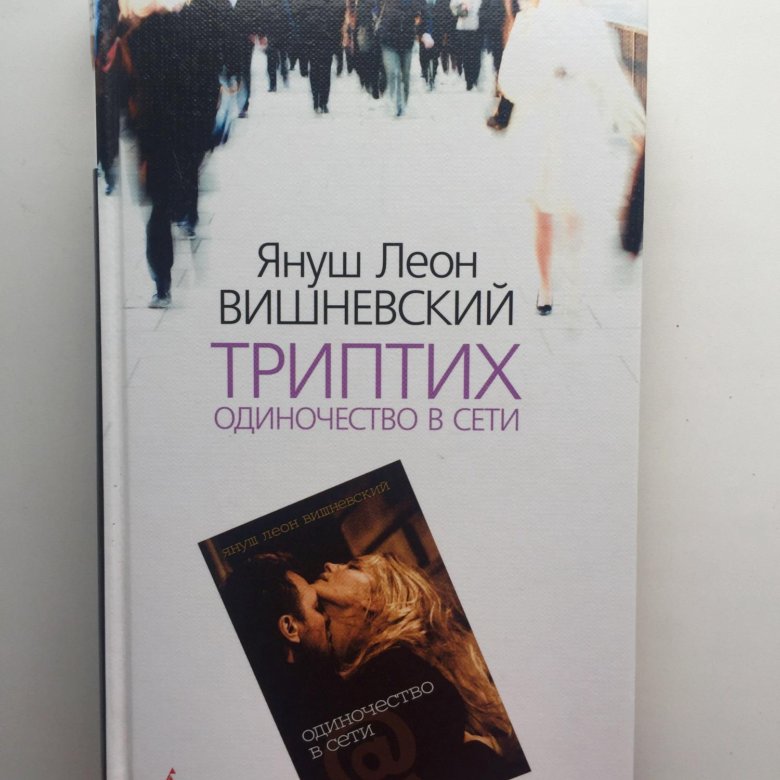 Януш Леон
ВИШНЕВСКИЙ
ТРИПТИХ
ОДИНОЧЕСТВО В СЕТИ
януш леон вишневский
одиночество
в сети
@